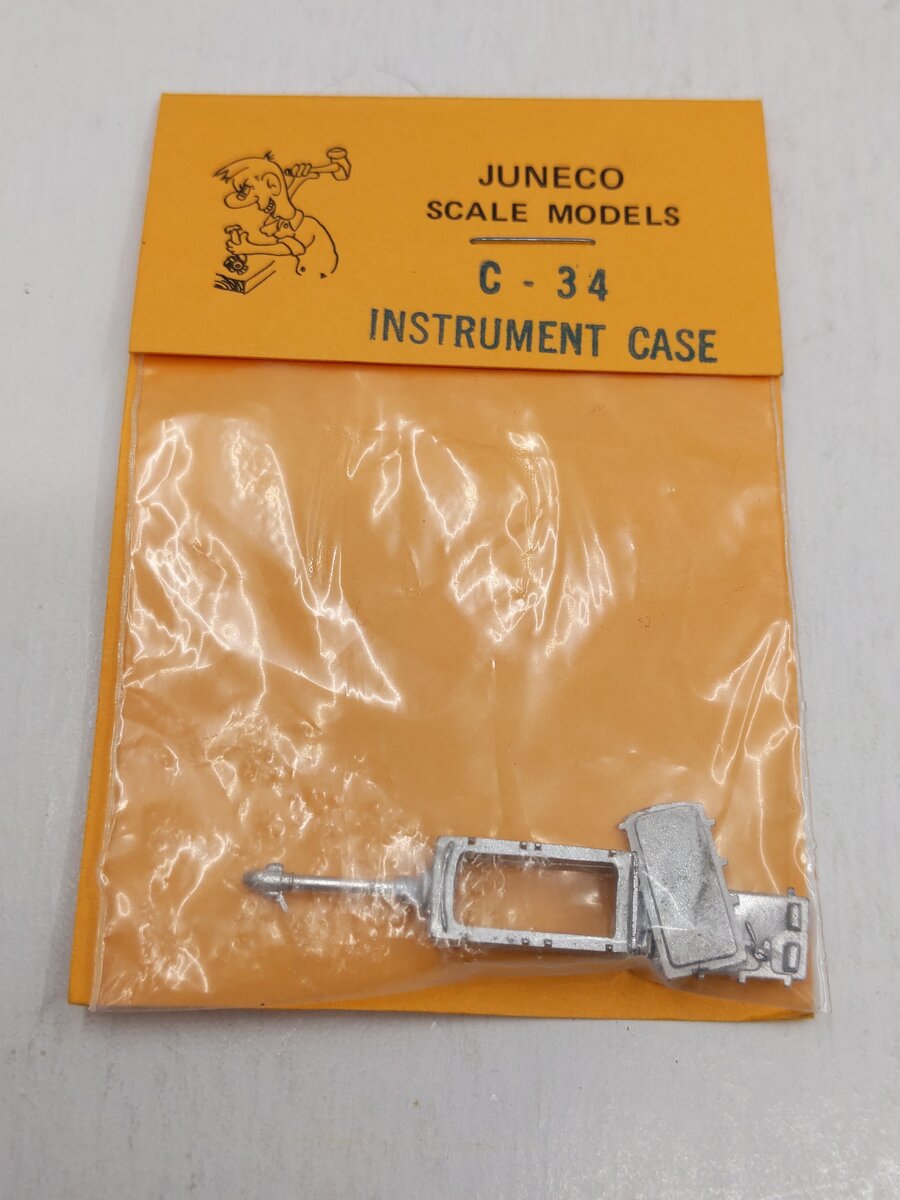 JUNECO
SCALE MODELS
C - 34
INSTRUMENT CASE